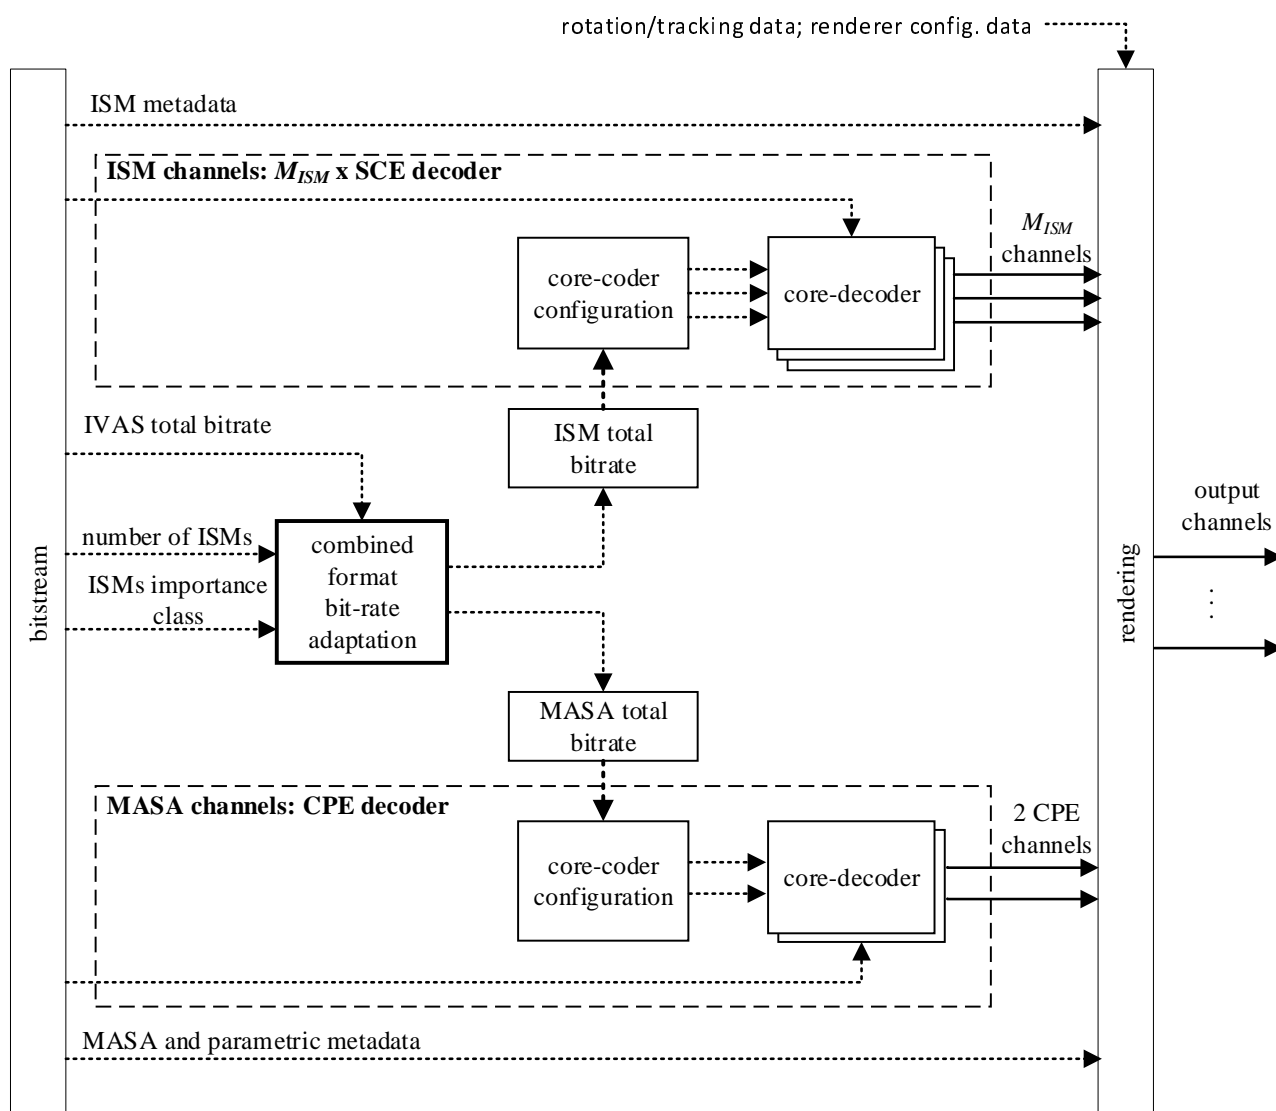 rotation/tracking data; renderer config. data
ISM metadata
ISM channels: M_ISM x SCE decoder
core-coder
configuration
core-decoder
M_ISM
channels
IVAS total bitrate
ISM total
bitrate
number of ISMs
ISMs importance
class
combined
format
bit-rate
adaptation
bitstream
rendering
output
channels
MASA total
bitrate
MASA channels: CPE decoder
core-coder
configuration
core-decoder
2 CPE
channels
MASA and parametric metadata